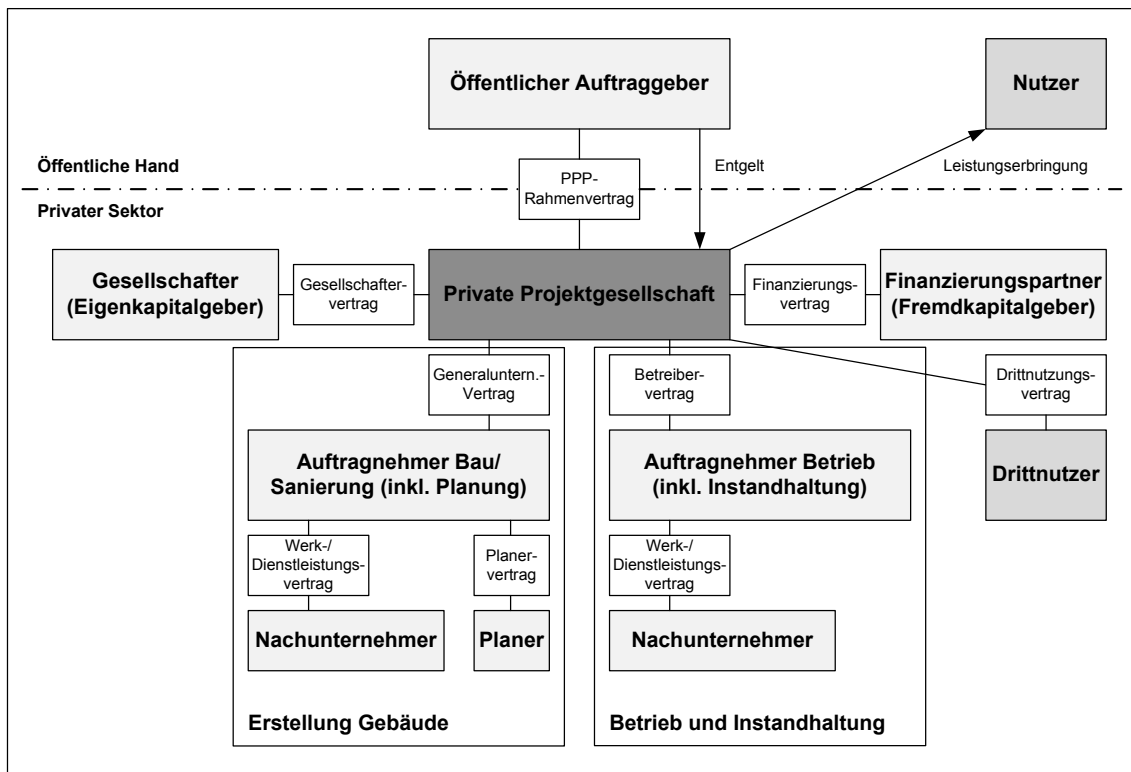 Öffentlicher Auftraggeber
Nutzer
Öffentliche Hand
Entgelt
Leistungserbringung
PPP-
Rahmenvertrag
Privater Sektor
Gesellschafter
(Eigenkapitalgeber)
Gesellschafter-
vertrag
Private Projektgesellschaft
Finanzierungs-
vertrag
Finanzierungspartner
(Fremdkapitalgeber)
Generaluntern.-
Vertrag
Betreiber-
vertrag
Drittnutzungs-
vertrag
Auftragnehmer Bau/
Sanierung (inkl. Planung)
Auftragnehmer Betrieb
(inkl. Instandhaltung)
Drittnutzer
Werk-/
Dienstleistungs-
vertrag
Planer-
vertrag
Werk-/
Dienstleistungs-
vertrag
Nachunternehmer
Planer
Nachunternehmer
Erstellung Gebäude
Betrieb und Instandhaltung